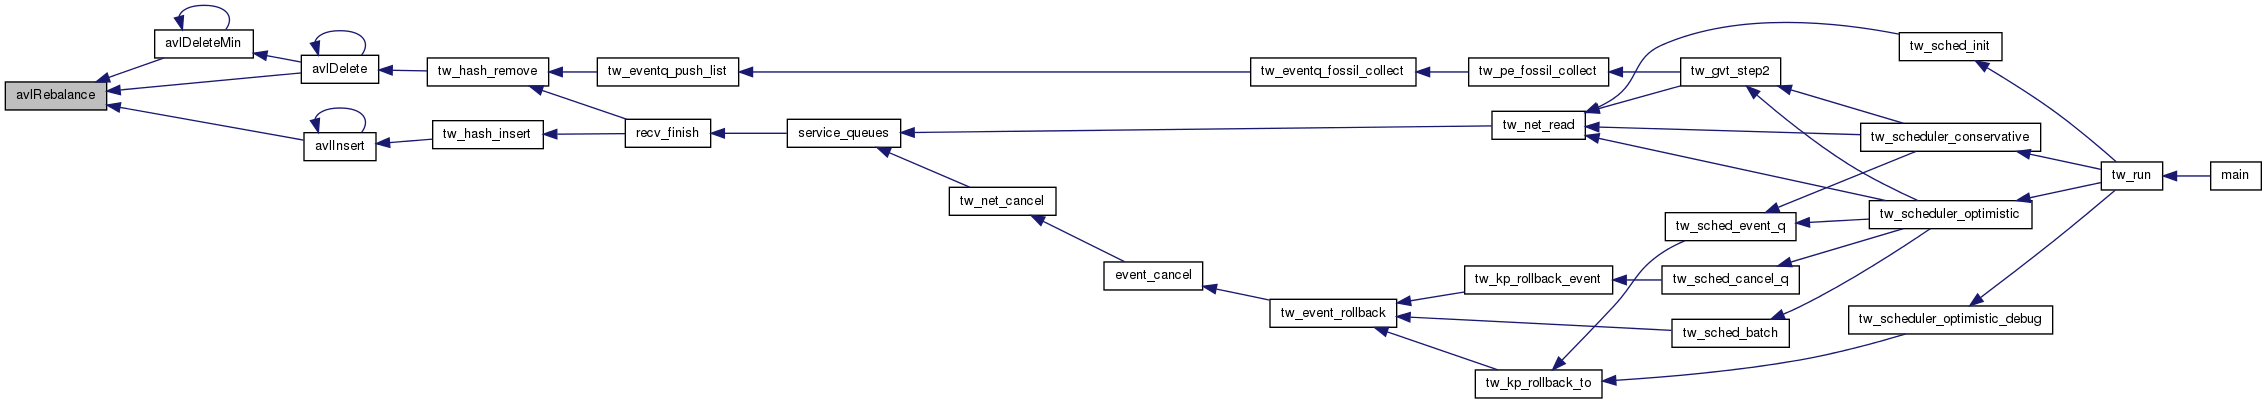 avlRebalance
avlDeleteMin
avlDelete
avlInsert
tw_hash_remove
tw_hash_insert
tw_eventq_push_list
recv_finish
service_queues
tw_net_cancel
event_cancel
tw_eventq_fossil_collect
tw_event_rollback
tw_pe_fossil_collect
tw_net_read
tw_kp_rollback_event
tw_kp_rollback_to
tw_gvt_step2
tw_sched_event_q
tw_sched_cancel_q
tw_sched_batch
tw_sched_init
tw_scheduler_conservative
tw_scheduler_optimistic
tw_scheduler_optimistic_debug
tw_run
main